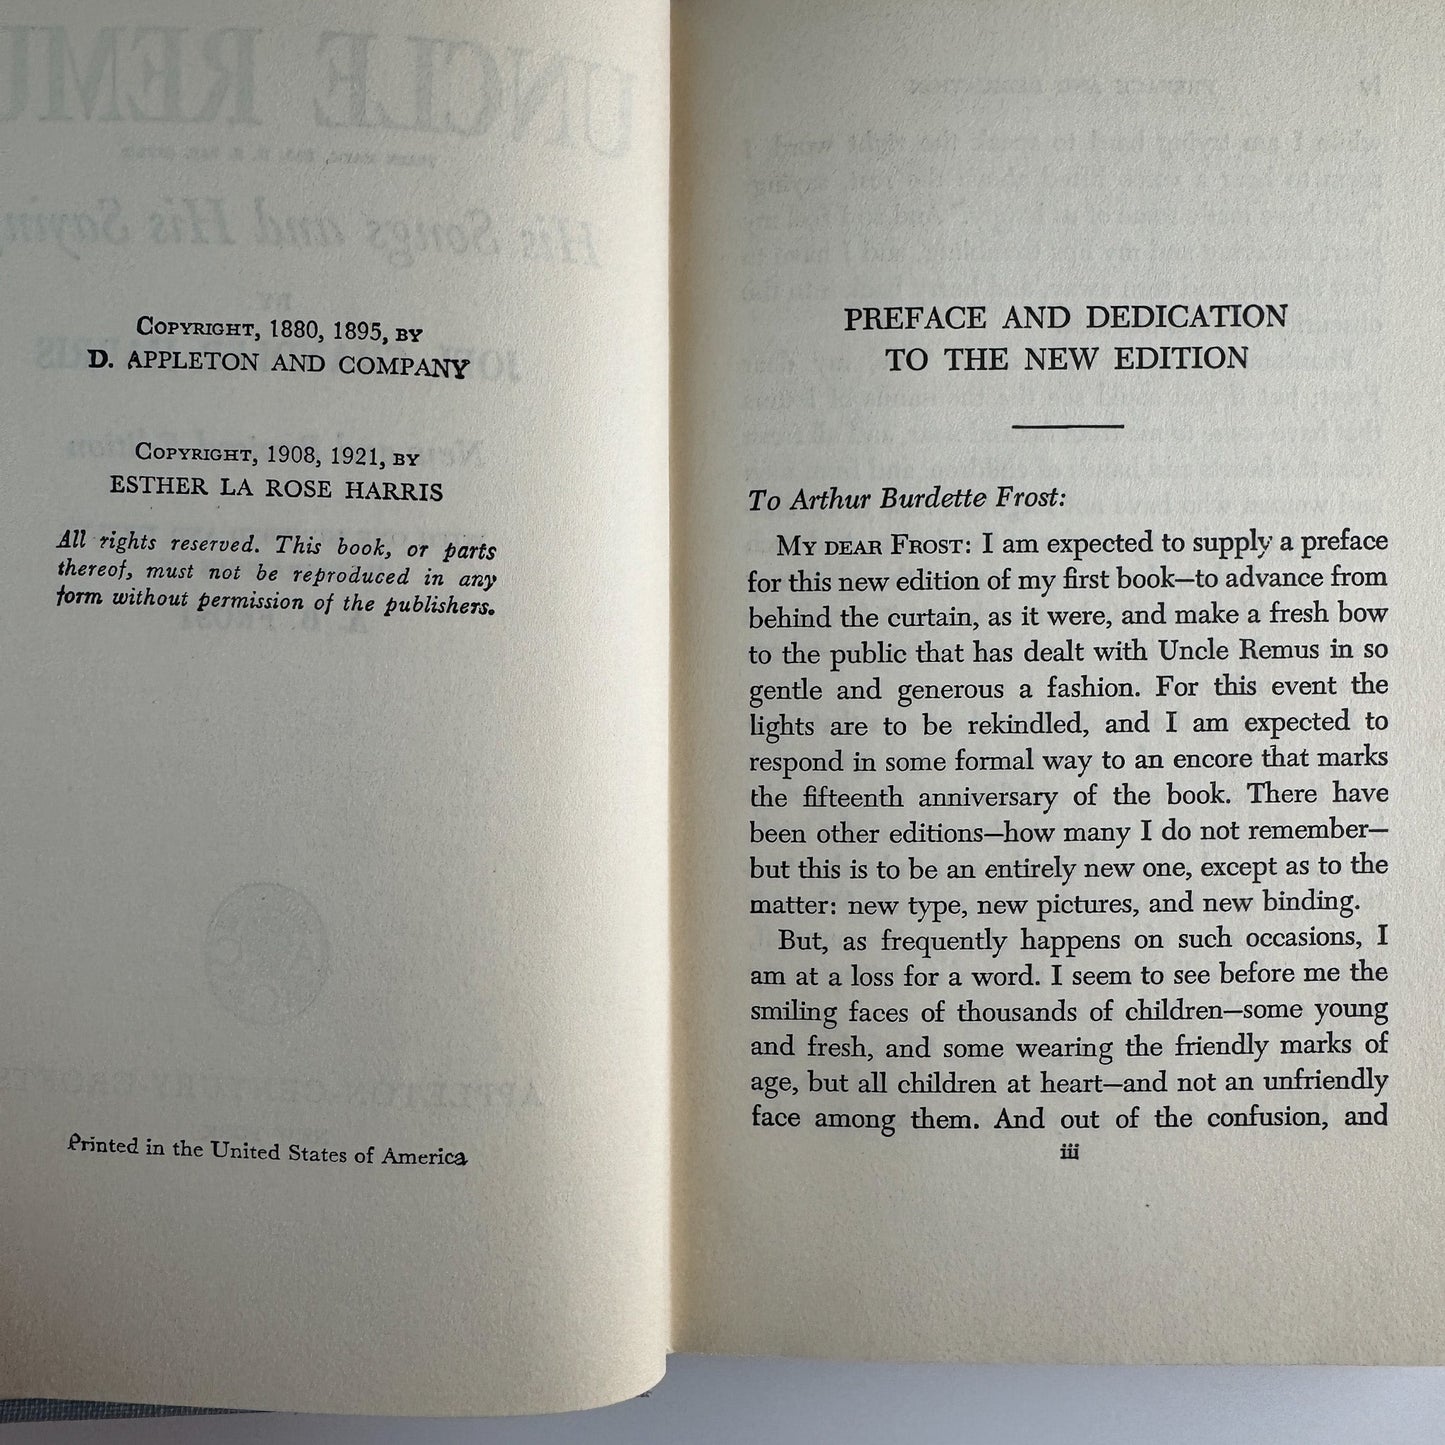 COPYRIGHT, 1880, 1895, BY
D. APPLETON AND COMPANY
COPYRIGHT, 1908, 1921, BY
ESTHER LA ROSE HARRIS
All rights reserved. This book, or parts
thereof, must not be reproduced in any
form without permission of the publishers.
Printed in the United States of America
PREFACE AND DEDICATION
TO THE NEW EDITION
To Arthur Burdette Frost:
MY DEAR FROST: I am expected to supply a preface
for this new edition of my first book—to advance from
behind the curtain, as it were, and make a fresh bow
to the public that has dealt with Uncle Remus in so
gentle and generous a fashion. For this event the
lights are to be rekindled, and I am expected to
respond in some formal way to an encore that marks
the fifteenth anniversary of the book. There have
been other editions—how many I do not remember—
but this is to be an entirely new one, except as to the
matter: new type, new pictures, and new binding.
But, as frequently happens on such occasions, I
am at a loss for a word. I seem to see before me the
smiling faces of thousands of children—some young
and fresh, and some wearing the friendly marks of
age, but all children at heart—and not an unfriendly
face among them. And out of the confusion, and
iii